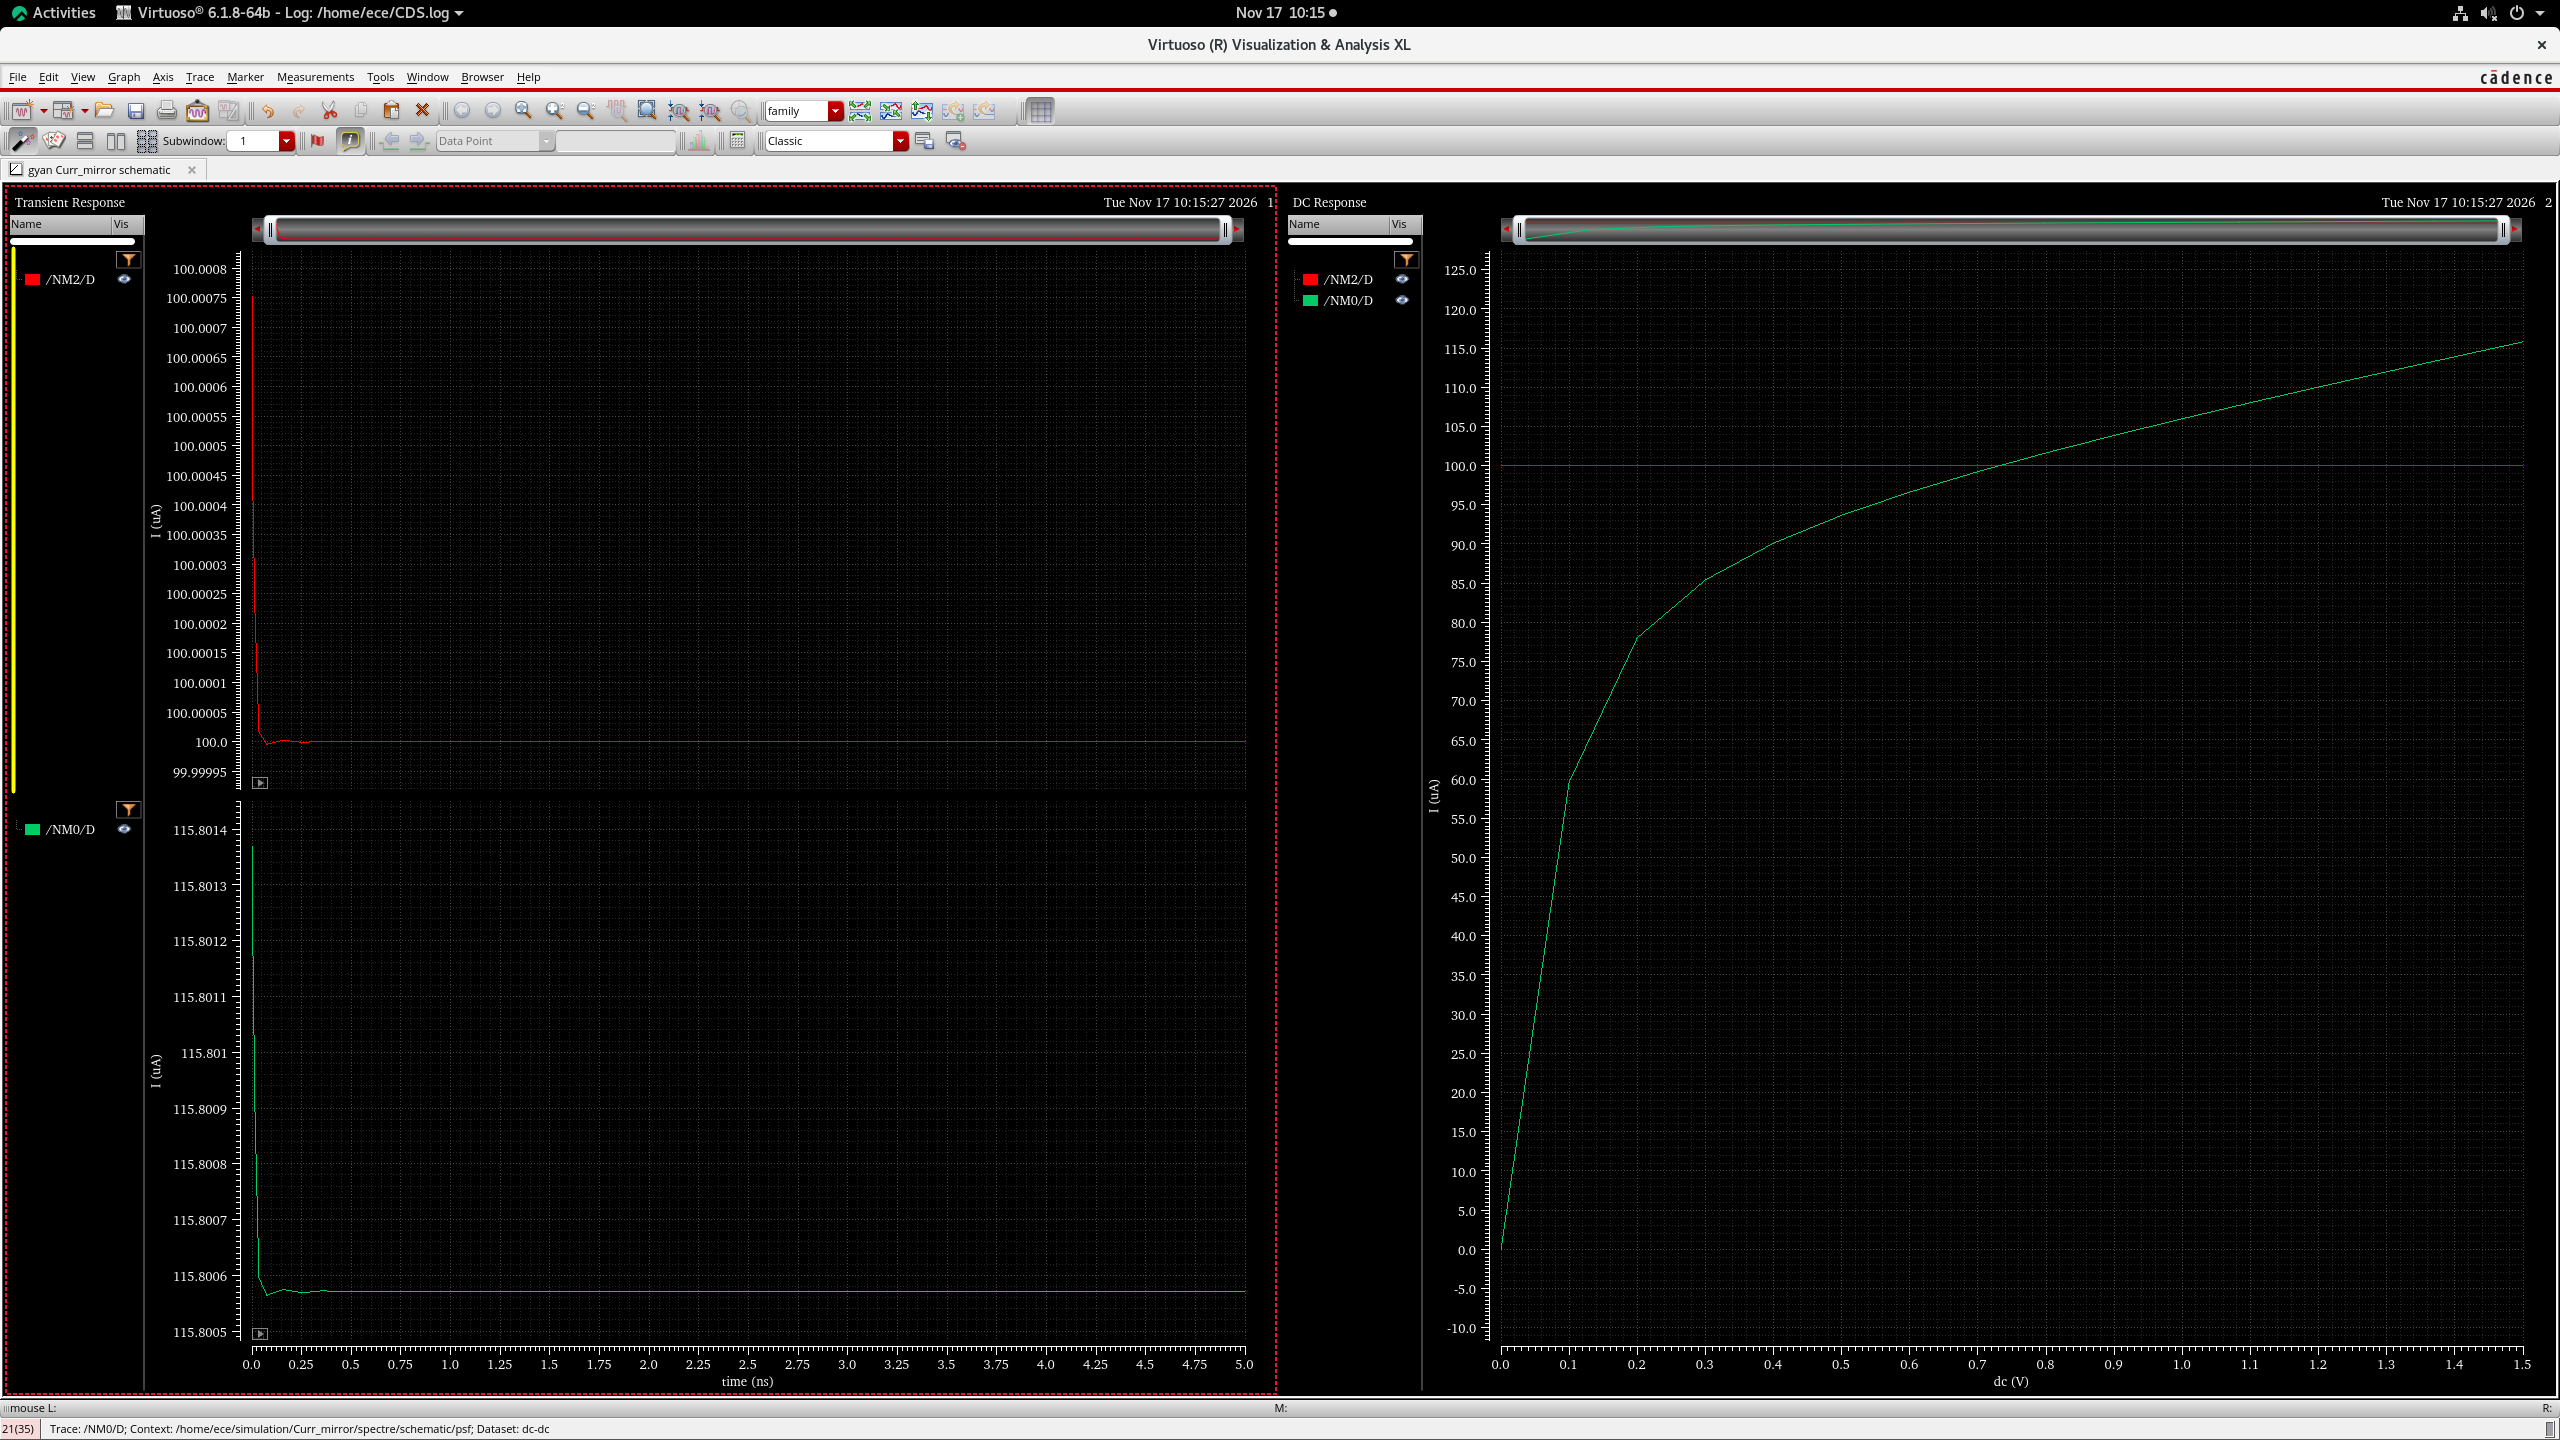 Activities
Virtuoso® 6.1.8-64b - Log: /home/ece/CDS.log
Nov 17 10:15
Virtuoso (R) Visualization & Analysis XL
File Edit View Graph Axis Trace Marker Measurements Tools Window Browser Help
cādence
family
Subwindow: 1
Data Point
Classic
gyan Curr_mirror schematic
Transient Response
Tue Nov 17 10:15:27 2026 1
Name Vis
/NM2/D
100.0008
100.00075
100.0007
100.00065
100.0006
100.00055
100.0005
100.00045
100.0004
100.00035
100.0003
100.00025
100.0002
100.00015
100.0001
100.00005
100.0
99.99995
I (uA)
/NM0/D
115.8014
115.8013
115.8012
115.8011
115.801
115.8009
115.8008
115.8007
115.8006
115.8005
I (uA)
0.0 0.25 0.5 0.75 1.0 1.25 1.5 1.75 2.0 2.25 2.5 2.75 3.0 3.25 3.5 3.75 4.0 4.25 4.5 4.75 5.0
time (ns)
DC Response
Tue Nov 17 10:15:27 2026 2
Name Vis
/NM2/D
/NM0/D
125.0
120.0
115.0
110.0
105.0
100.0
95.0
90.0
85.0
80.0
75.0
70.0
65.0
60.0
55.0
50.0
45.0
40.0
35.0
30.0
25.0
20.0
15.0
10.0
5.0
0.0
-5.0
-10.0
I (uA)
0.0 0.1 0.2 0.3 0.4 0.5 0.6 0.7 0.8 0.9 1.0 1.1 1.2 1.3 1.4 1.5
dc (V)
mouse L: M: R:
21(35) Trace: /NM0/D; Context: /home/ece/simulation/Curr_mirror/spectre/schematic/psf; Dataset: dc-dc